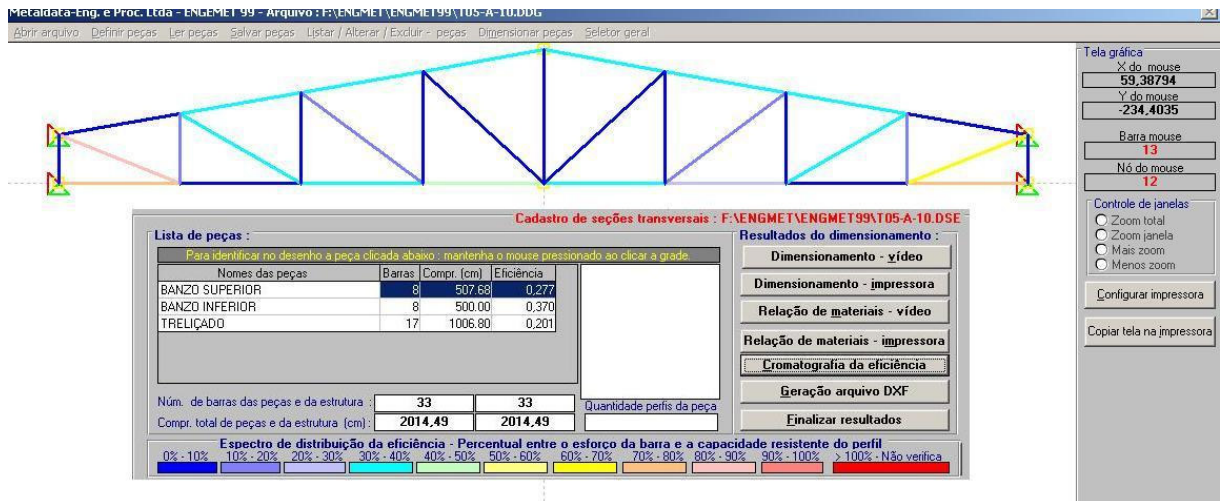 Metaldata-Eng. e Proc. Ltda - ENGEMET 99 - Arquivo : F:\ENGMET\ENGMET99\T05-A-10.DDG
Abrir arquivo Definir peças Ler peças Salvar peças Listar / Alterar / Excluir - peças Dimensionar peças Seletor geral
Tela gráfica
X do mouse
59,38794
Y do mouse
-234,4035
Barra mouse
13
Nó do mouse
12
Controle de janelas
Zoom total
Zoom janela
Mais zoom
Menos zoom
Configurar impressora
Copiar tela na impressora
Cadastro de seções transversais : F:\ENGMET\ENGMET99\T05-A-10.DSE
Lista de peças :
Para identificar no desenho a peça clicada abaixo : mantenha o mouse pressionado ao clicar a grade.
Nomes das peças Barras Compr. (cm) Eficiência
BANZO SUPERIOR 8 507.68 0,277
BANZO INFERIOR 8 500.00 0,370
TRELIÇADO 17 1006.80 0,201
Núm. de barras das peças e da estrutura : 33 33
Compr. total de peças e da estrutura (cm) : 2014,49 2014,49
Quantidade perfis da peça
Resultados do dimensionamento :
Dimensionamento - vídeo
Dimensionamento - impressora
Relação de materiais - vídeo
Relação de materiais - impressora
Cromatografia da eficiência
Geração arquivo DXF
Finalizar resultados
Espectro de distribuição da eficiência - Percentual entre o esforço da barra e a capacidade resistente do perfil
0% - 10% 10% - 20% 20% - 30% 30% - 40% 40% - 50% 50% - 60% 60% - 70% 70% - 80% 80% - 90% 90% - 100% > 100% - Não verifica